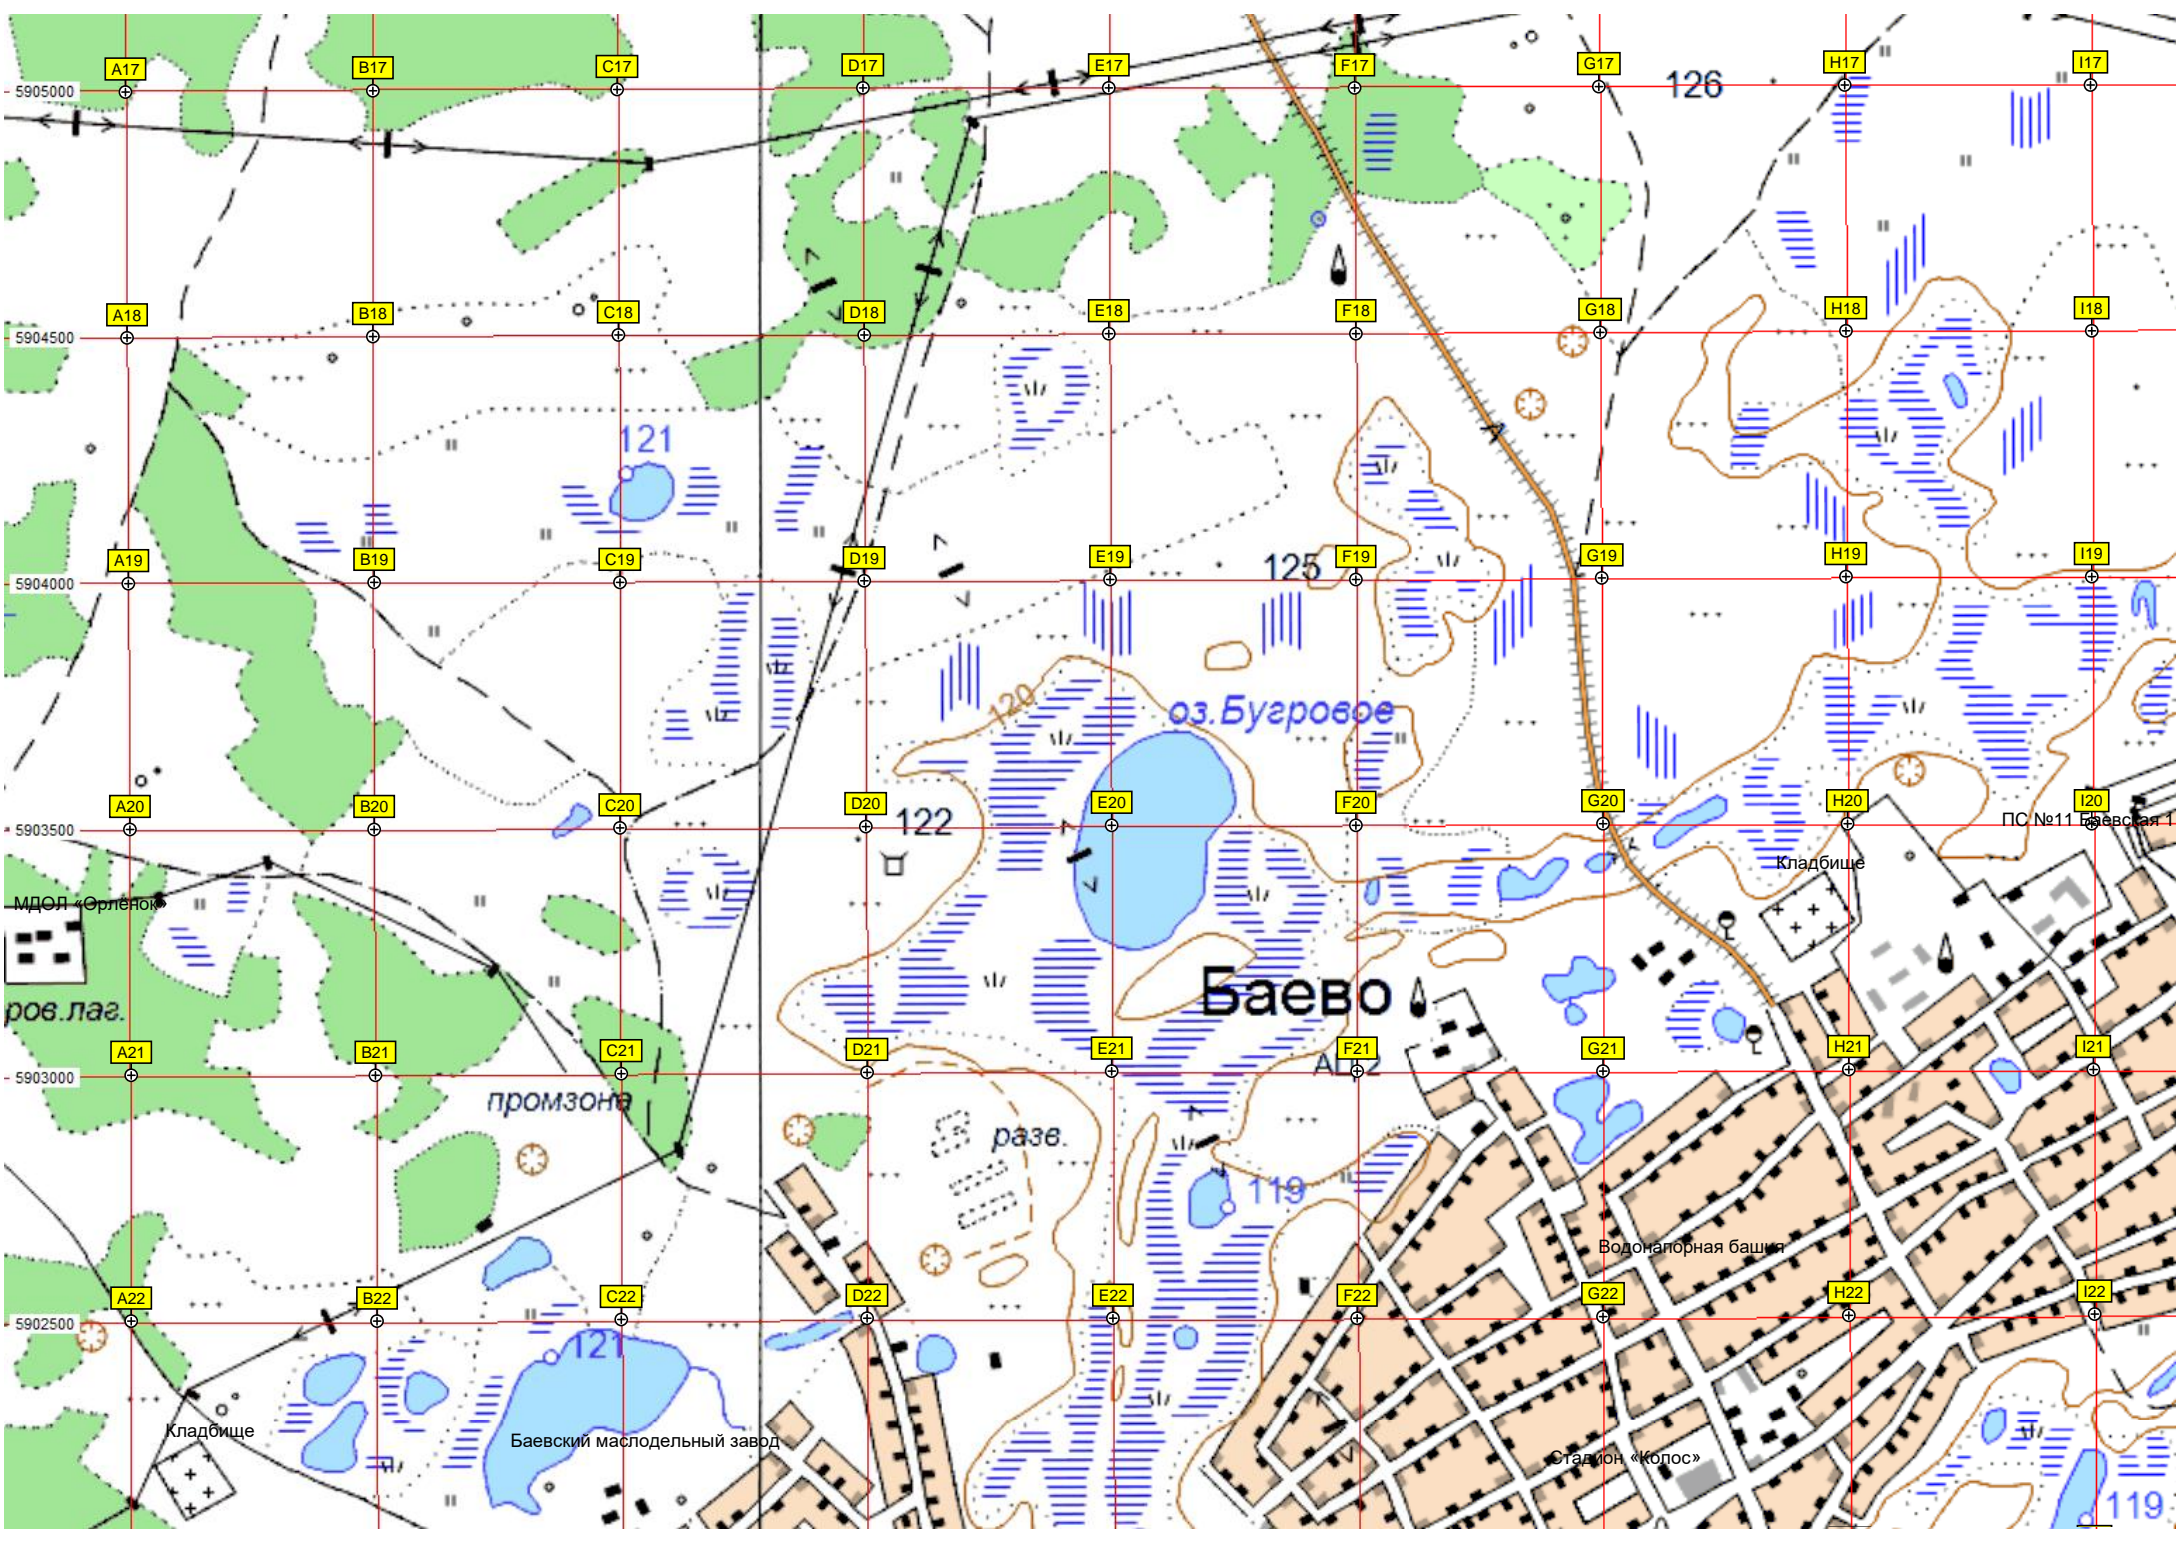 A17 B17 C17 D17 E17 F17 G17 H17 I17
5905000
126
A18 B18 C18 D18 E18 F18 G18 H18 I18
5904500
121
A19 B19 C19 D19 E19 F19 G19 H19 I19
125
5904000
120
оз.Бугровое
A20 B20 C20 D20 E20 F20 G20 H20 I20
5903500
122
ПС №11 Баевская 1
Кладбище
МДОЛ «Орлёнок»
Баево
ров.лаг.
A21 B21 C21 D21 E21 F21 G21 H21 I21
5903000
промзона
разв.
119
Водонапорная башня
A22 B22 C22 D22 E22 F22 G22 H22 I22
5902500
121
Кладбище
Баевский маслодельный завод
Стадион «Колос»
119